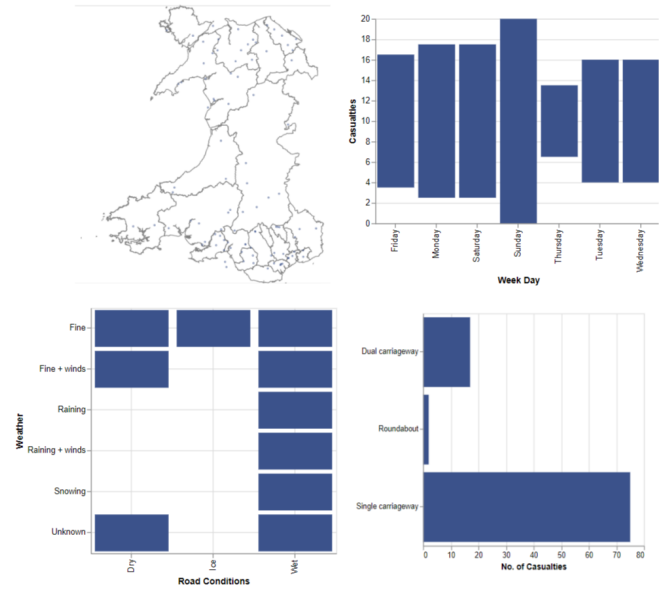 20
18
16
14
12
10
8
6
4
2
0
Casualties
Friday
Monday
Saturday
Sunday
Thursday
Tuesday
Wednesday
Week Day
Weather
Fine
Fine + winds
Raining
Raining + winds
Snowing
Unknown
Dry
Ice
Wet
Road Conditions
Dual carriageway
Roundabout
Single carriageway
0 10 20 30 40 50 60 70 80
No. of Casualties